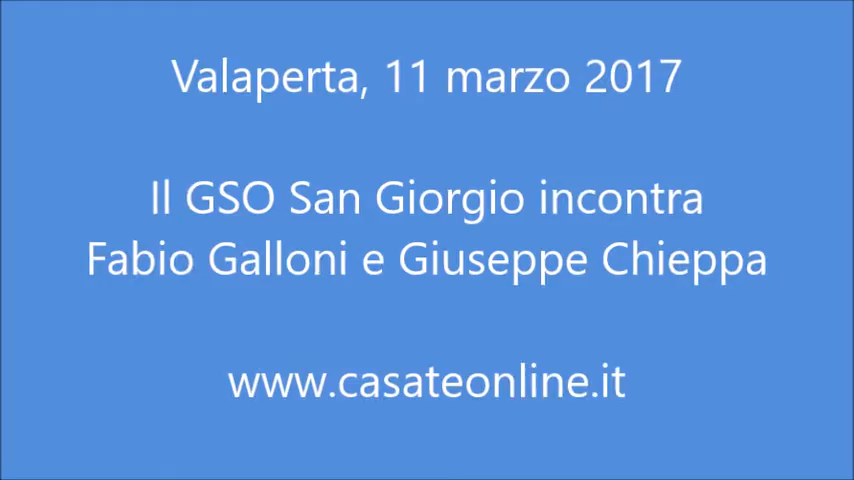 Valaperta, 11 marzo 2017
Il GSO San Giorgio incontra
Fabio Galloni e Giuseppe Chieppa
www.casateonline.it